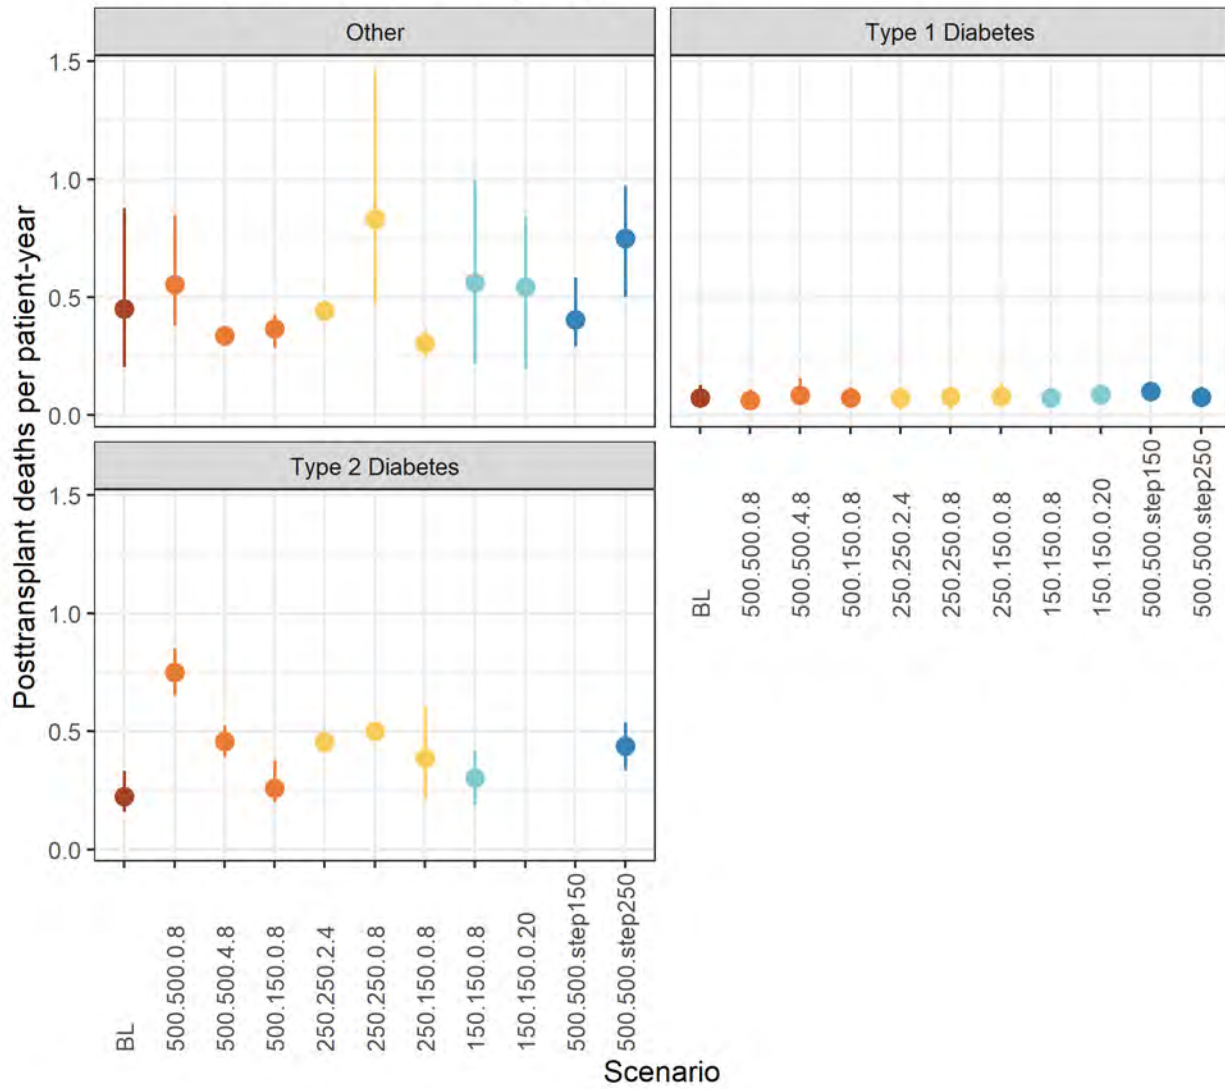 Other
Type 1 Diabetes
1.5
1.0
0.5
0.0
Posttransplant deaths per patient-year
BL
500.500.0.8
500.500.4.8
500.150.0.8
250.250.2.4
250.250.0.8
250.150.0.8
150.150.0.8
150.150.0.20
500.500.step150
500.500.step250
Type 2 Diabetes
1.5
1.0
0.5
0.0
BL
500.500.0.8
500.500.4.8
500.150.0.8
250.250.2.4
250.250.0.8
250.150.0.8
150.150.0.8
150.150.0.20
500.500.step150
500.500.step250
Scenario